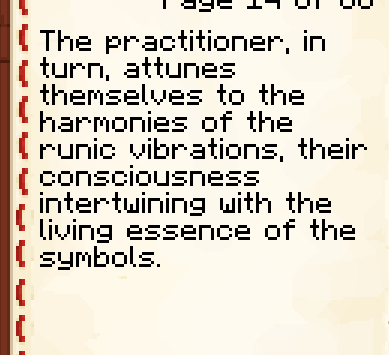 Page 14 of
The practitioner, in
turn, attunes
themselves to the
harmonies of the
runic vibrations, their
consciousness
intertwining with the
living essence of the
symbols.